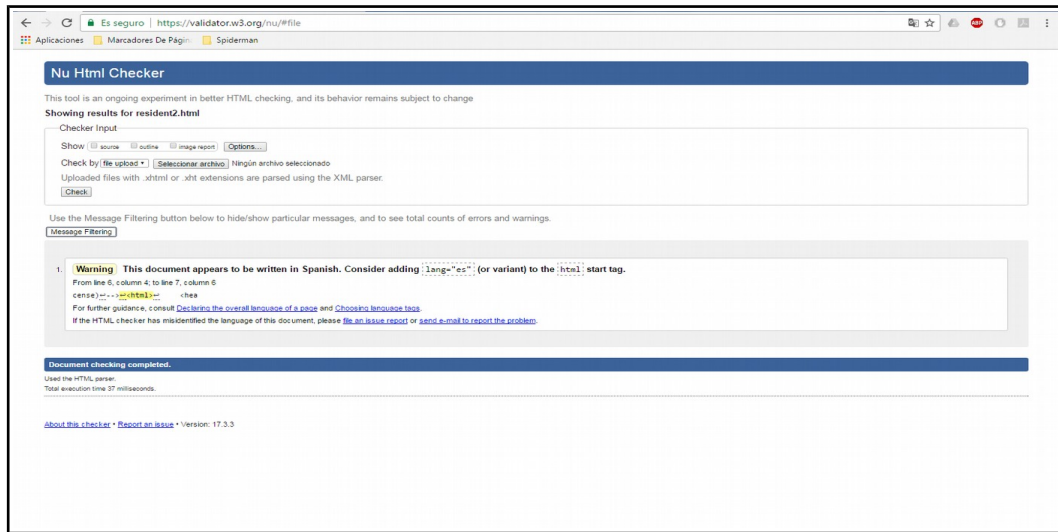 Es seguro | https://validator.w3.org/nu/#file
Aplicaciones Marcadores De Págin Spiderman
Nu Html Checker
This tool is an ongoing experiment in better HTML checking, and its behavior remains subject to change
Showing results for resident2.html
Checker Input
Show source outline image report Options...
Check by file upload Seleccionar archivo Ningún archivo seleccionado
Uploaded files with .xhtml or .xht extensions are parsed using the XML parser.
Check
Use the Message Filtering button below to hide/show particular messages, and to see total counts of errors and warnings.
Message Filtering
1. Warning This document appears to be written in Spanish. Consider adding lang="es" (or variant) to the html start tag.
From line 6, column 4; to line 7, column 6
cense)↩-->↩<html>↩ <hea
For further guidance, consult Declaring the overall language of a page and Choosing language tags.
If the HTML checker has misidentified the language of this document, please file an issue report or send e-mail to report the problem.
Document checking completed.
Used the HTML parser.
Total execution time 37 milliseconds.
About this checker • Report an issue • Version: 17.3.3